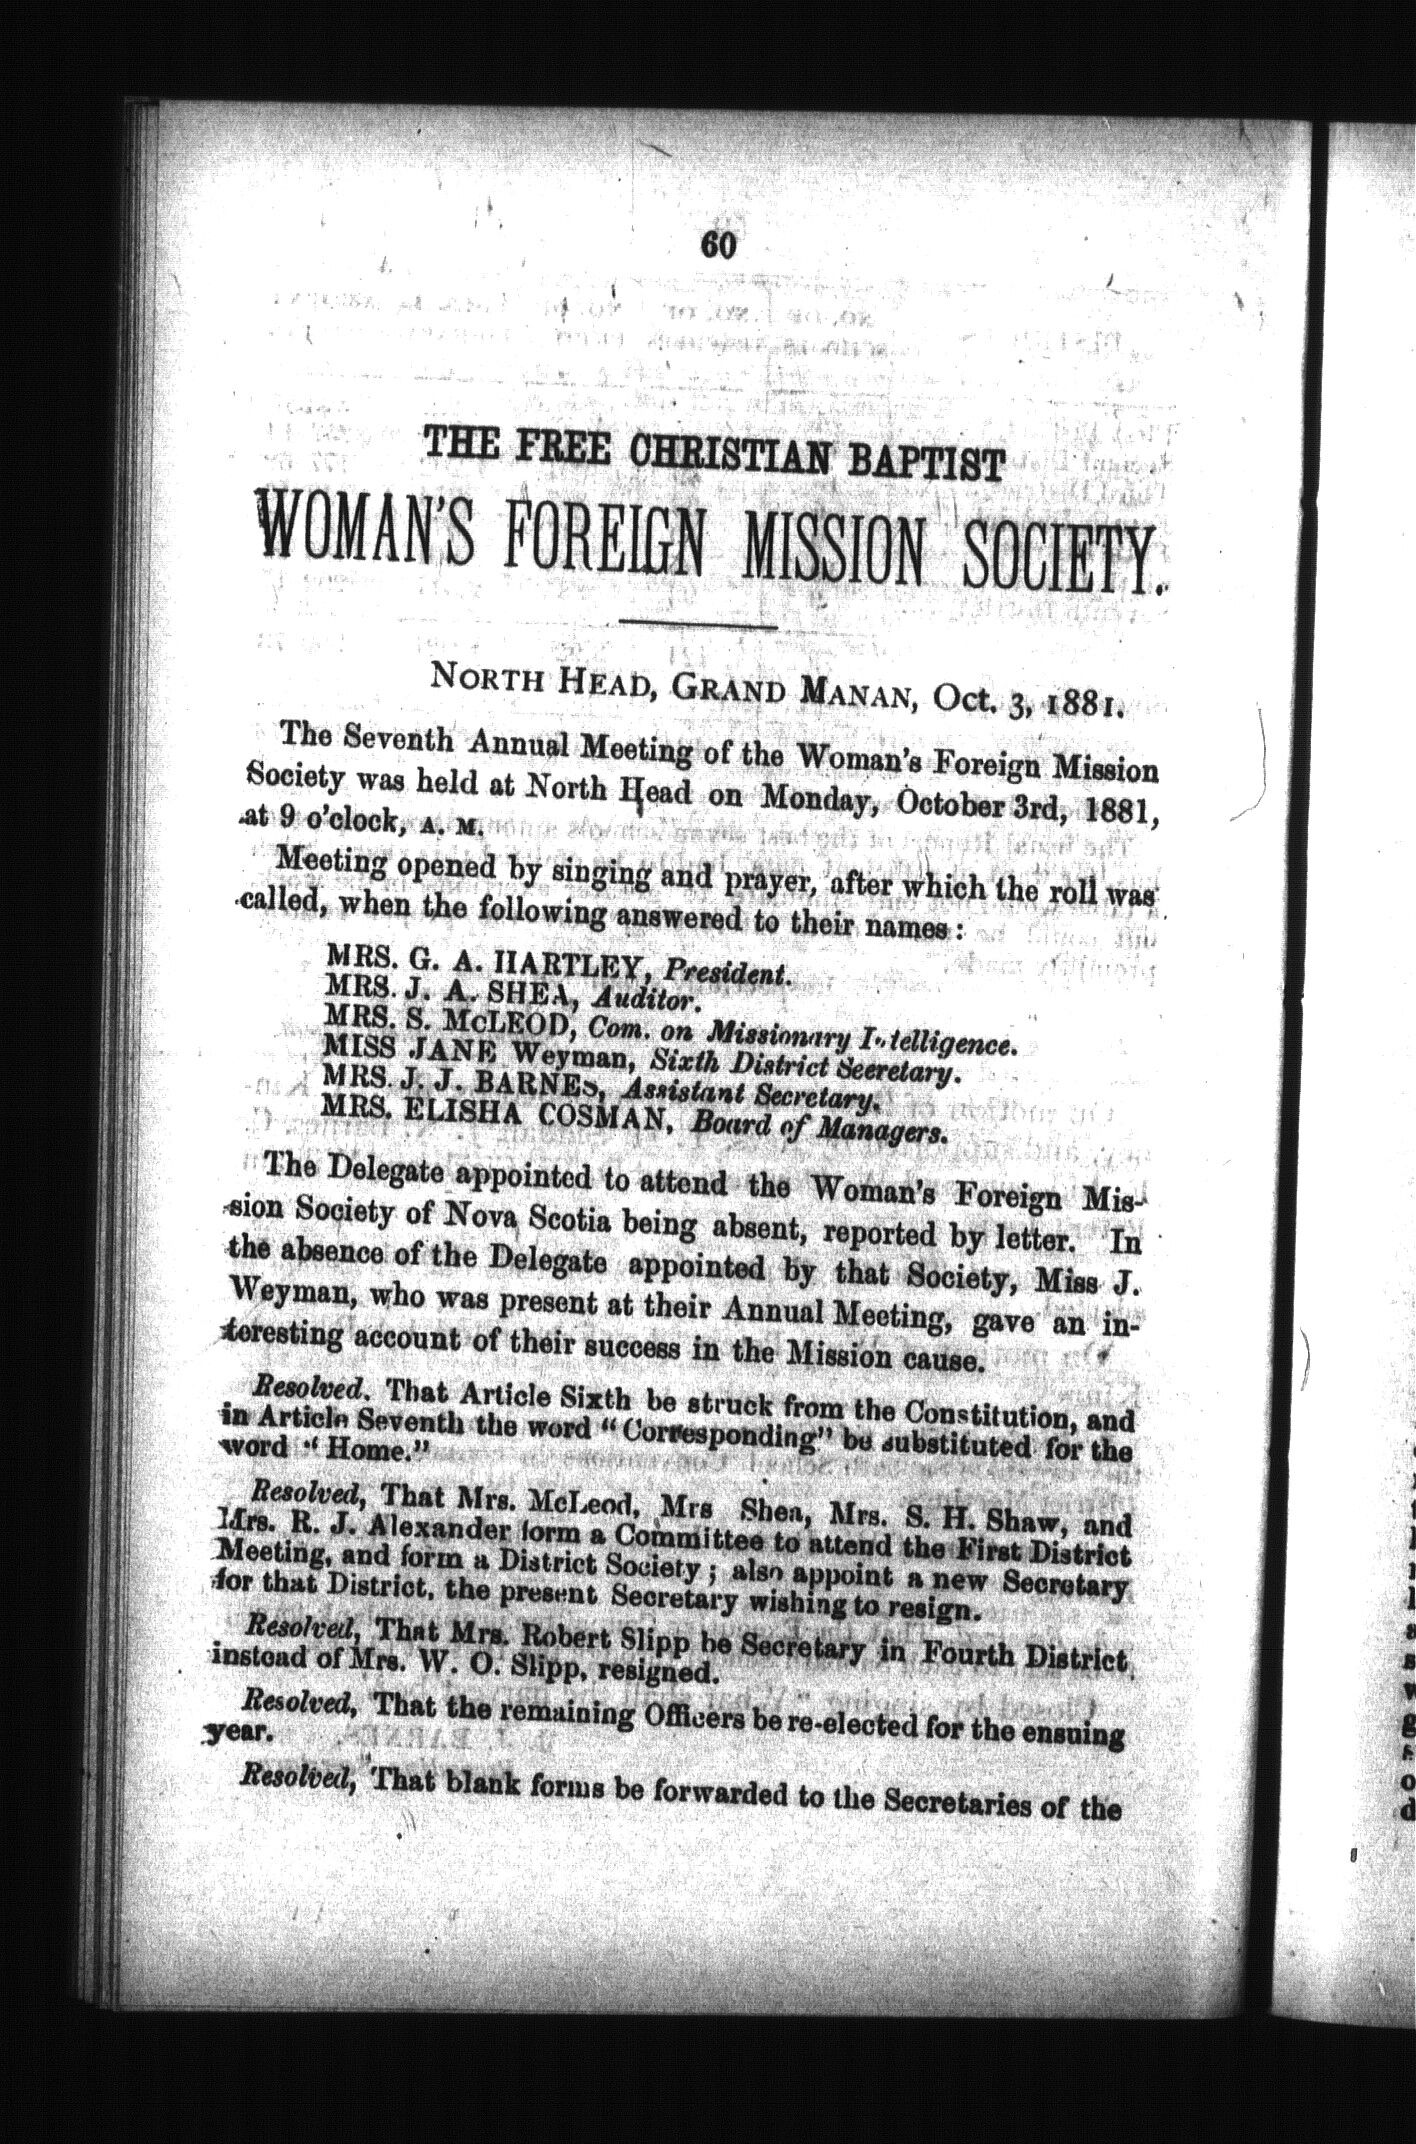 60
THE FREE CHRISTIAN BAPTIST
WOMAN'S FOREIGN MISSION SOCIETY.
NORTH HEAD, GRAND MANAN, Oct. 3, 1881.
The Seventh Annual Meeting of the Woman's Foreign Mission
Society was held at North Head on Monday, October 3rd, 1881,
at 9 o'clock, A. M.
Meeting opened by singing and prayer, after which the roll was
called, when the following answered to their names:
MRS. G. A. HARTLEY, President.
MRS. J. A. SHEA, Auditor.
MRS. S. McLEOD, Com. on Missionary Intelligence.
MISS JANE Weyman, Sixth District Secretary.
MRS. J. J. BARNES, Assistant Secretary.
MRS. ELISHA COSMAN, Board of Managers.
The Delegate appointed to attend the Woman's Foreign Mis-
sion Society of Nova Scotia being absent, reported by letter. In
the absence of the Delegate appointed by that Society, Miss J.
Weyman, who was present at their Annual Meeting, gave an in-
teresting account of their success in the Mission cause.
Resolved. That Article Sixth be struck from the Constitution, and
in Article Seventh the word "Corresponding" be substituted for the
word "Home."
Resolved, That Mrs. McLeod, Mrs Shea, Mrs. S. H. Shaw, and
Mrs. R. J. Alexander form a Committee to attend the First District
Meeting, and form a District Society; also appoint a new Secretary
for that District, the present Secretary wishing to resign.
Resolved, That Mrs. Robert Slipp be Secretary in Fourth District
instead of Mrs. W. O. Slipp, resigned.
Resolved, That the remaining Officers be re-elected for the ensuing
year.
Resolved, That blank forms be forwarded to the Secretaries of the